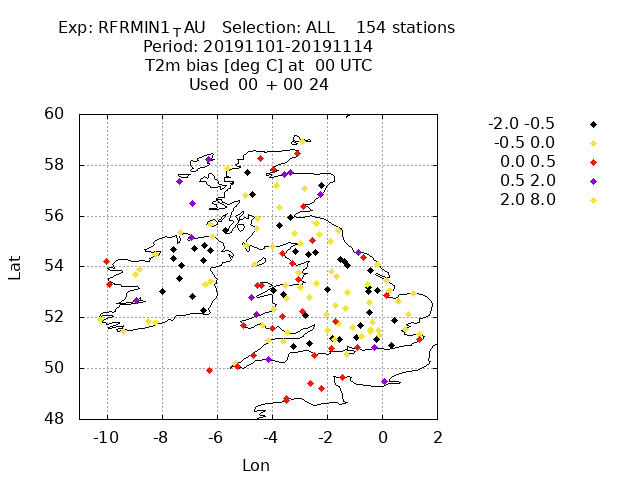 Exp: RFRMIN1TAU Selection: ALL 154 stations
Period: 20191101-20191114
T2m bias [deg C] at 00 UTC
Used 00 + 00 24
-2.0 -0.5
-0.5 0.0
0.0 0.5
0.5 2.0
2.0 8.0
60
58
56
54
52
50
48
Lat
-10 -8 -6 -4 -2 0 2
Lon